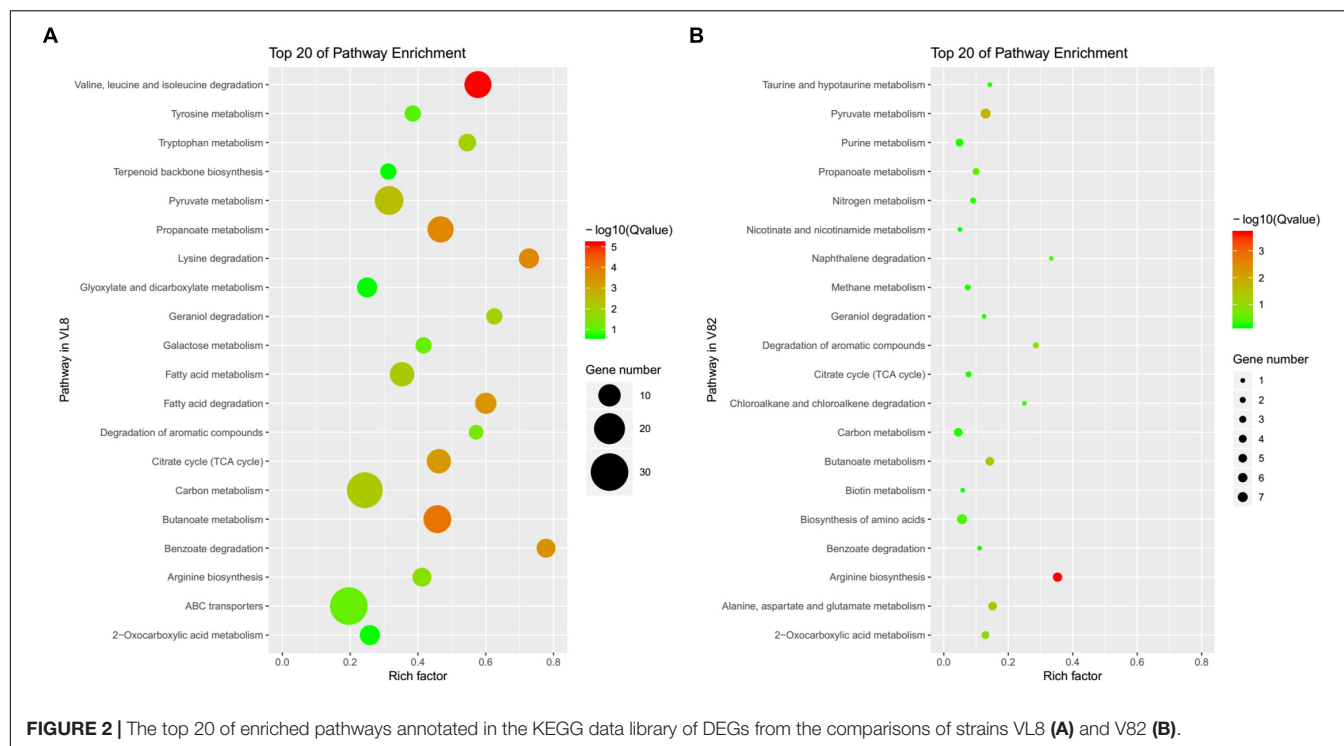 A
Top 20 of Pathway Enrichment
Pathway in VL8
Valine, leucine and isoleucine degradation
Tyrosine metabolism
Tryptophan metabolism
Terpenoid backbone biosynthesis
Pyruvate metabolism
Propanoate metabolism
Lysine degradation
Glyoxylate and dicarboxylate metabolism
Geraniol degradation
Galactose metabolism
Fatty acid metabolism
Fatty acid degradation
Degradation of aromatic compounds
Citrate cycle (TCA cycle)
Carbon metabolism
Butanoate metabolism
Benzoate degradation
Arginine biosynthesis
ABC transporters
2−Oxocarboxylic acid metabolism
0.0 0.2 0.4 0.6 0.8
Rich factor
− log10(Qvalue)
5
4
3
2
1
Gene number
10
20
30
B
Top 20 of Pathway Enrichment
Pathway in V82
Taurine and hypotaurine metabolism
Pyruvate metabolism
Purine metabolism
Propanoate metabolism
Nitrogen metabolism
Nicotinate and nicotinamide metabolism
Naphthalene degradation
Methane metabolism
Geraniol degradation
Degradation of aromatic compounds
Citrate cycle (TCA cycle)
Chloroalkane and chloroalkene degradation
Carbon metabolism
Butanoate metabolism
Biotin metabolism
Biosynthesis of amino acids
Benzoate degradation
Arginine biosynthesis
Alanine, aspartate and glutamate metabolism
2−Oxocarboxylic acid metabolism
0.0 0.2 0.4 0.6 0.8
Rich factor
− log10(Qvalue)
3
2
1
Gene number
1
2
3
4
5
6
7
FIGURE 2 | The top 20 of enriched pathways annotated in the KEGG data library of DEGs from the comparisons of strains VL8 (A) and V82 (B).